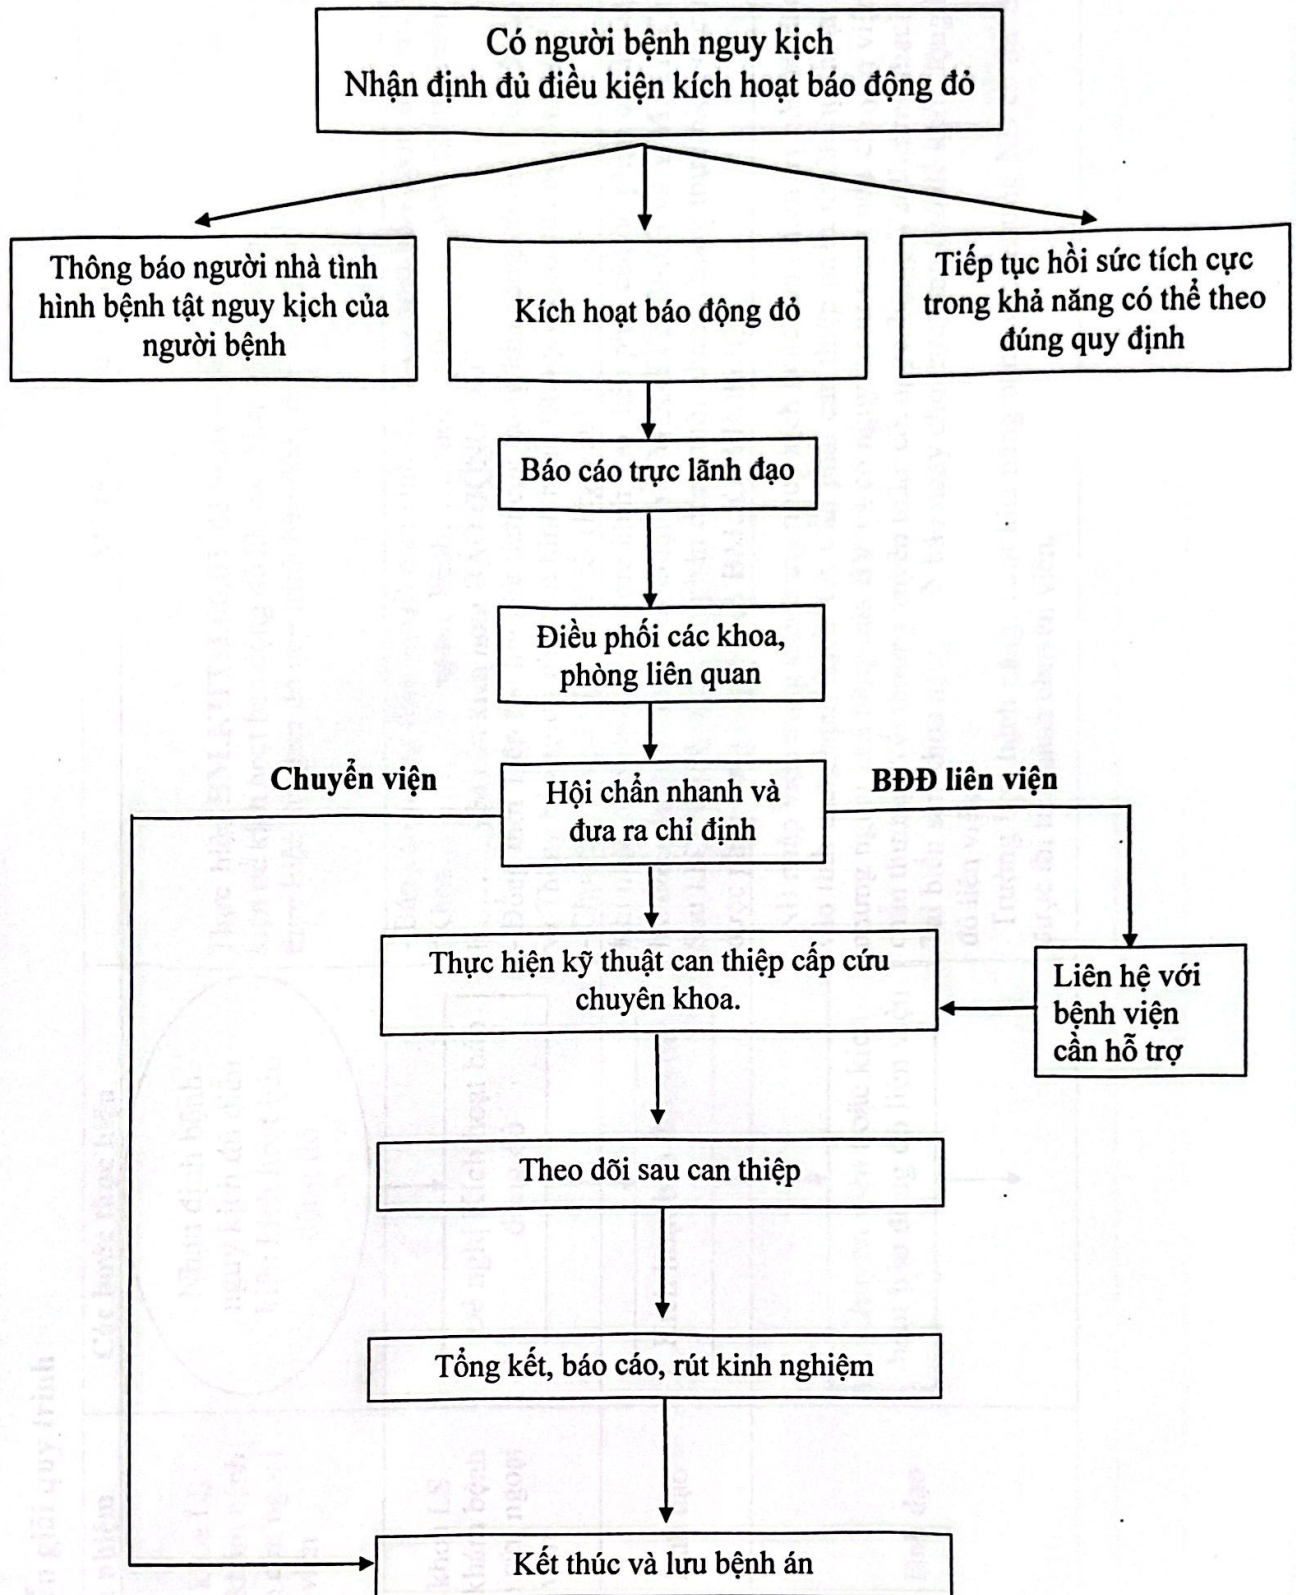 Có người bệnh nguy kịch
Nhận định đủ điều kiện kích hoạt báo động đỏ
Thông báo người nhà tình
hình bệnh tật nguy kịch của
người bệnh
Kích hoạt báo động đỏ
Tiếp tục hồi sức tích cực
trong khả năng có thể theo
đúng quy định
Báo cáo trực lãnh đạo
Điều phối các khoa,
phòng liên quan
Chuyển viện
Hội chẩn nhanh và
đưa ra chỉ định
BĐĐ liên viện
Thực hiện kỹ thuật can thiệp cấp cứu
chuyên khoa.
Liên hệ với
bệnh viện
cần hỗ trợ
Theo dõi sau can thiệp
Tổng kết, báo cáo, rút kinh nghiệm
Kết thúc và lưu bệnh án